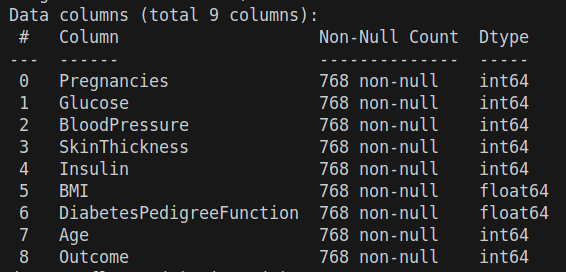 Data columns (total 9 columns):
 #   Column                    Non-Null Count  Dtype
---  ------                    --------------  -----
 0   Pregnancies               768 non-null    int64
 1   Glucose                   768 non-null    int64
 2   BloodPressure             768 non-null    int64
 3   SkinThickness             768 non-null    int64
 4   Insulin                   768 non-null    int64
 5   BMI                       768 non-null    float64
 6   DiabetesPedigreeFunction  768 non-null    float64
 7   Age                       768 non-null    int64
 8   Outcome                   768 non-null    int64